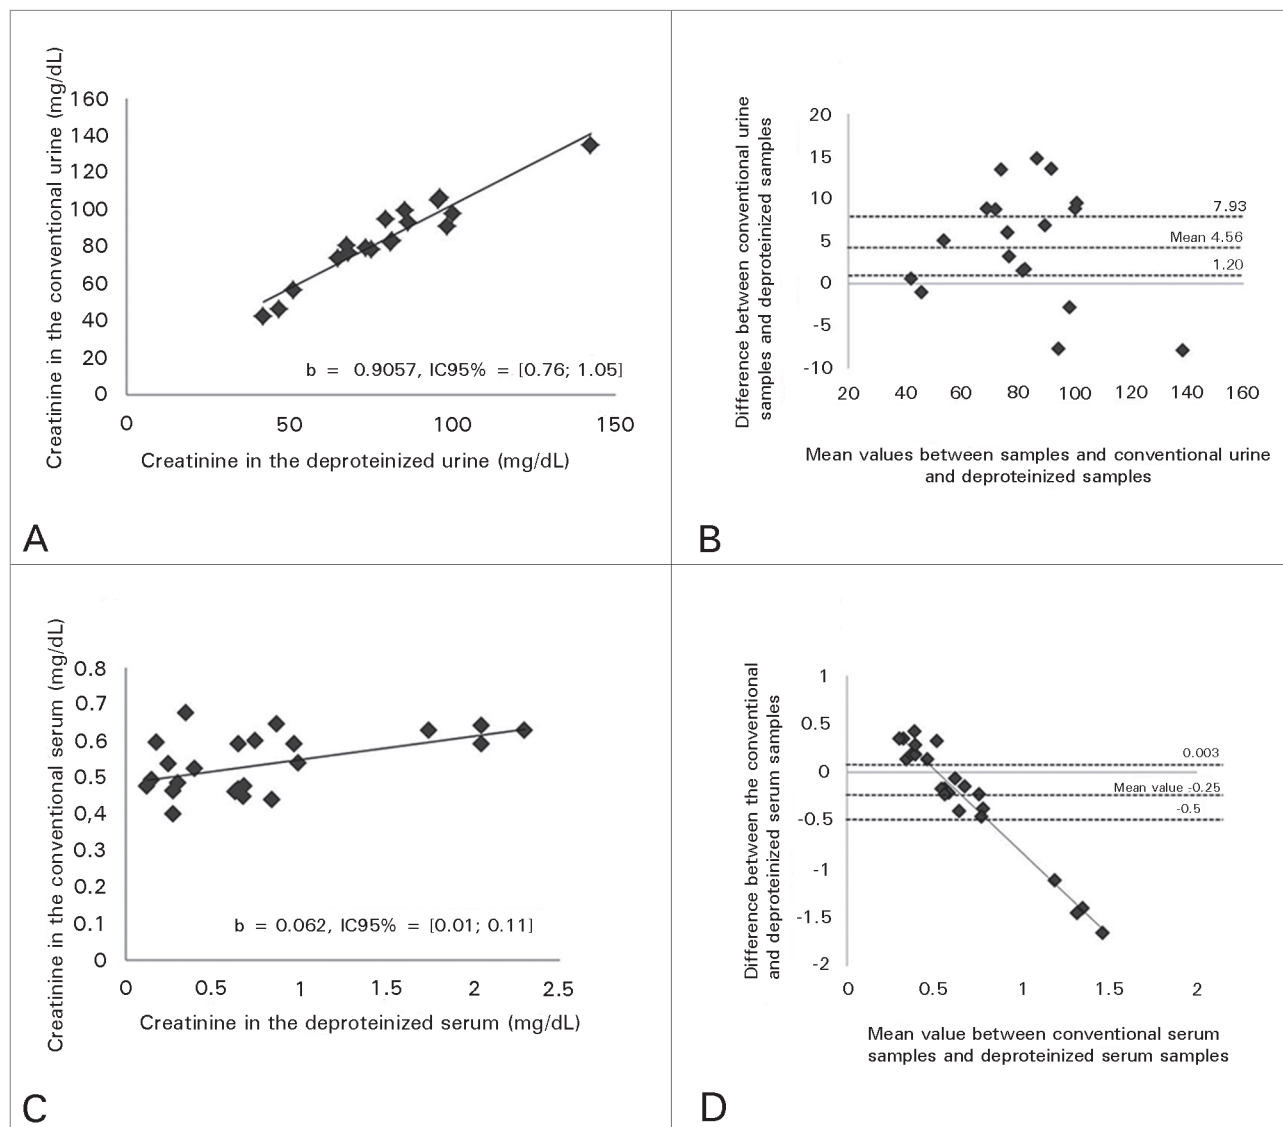 Creatinine in the conventional urine (mg/dL)
160
140
120
100
80
60
40
20
0
b = 0.9057, IC95% = [0.76; 1.05]
0 50 100 150
Creatinine in the deproteinized urine (mg/dL)
A
Difference between conventional urine
samples and deproteinized samples
20
15
10
5
0
-5
-10
7.93
Mean 4.56
1.20
20 40 60 80 100 120 140 160
Mean values between samples and conventional urine
and deproteinized samples
B
Creatinine in the conventional serum (mg/dL)
0.8
0.7
0.6
0.5
0,4
0.3
0.2
0.1
0
b = 0.062, IC95% = [0.01; 0.11]
0 0.5 1 1.5 2 2.5
Creatinine in the deproteinized serum (mg/dL)
C
Difference between the conventional
and deproteinized serum samples
1
0.5
0
-0.5
-1
-1.5
-2
0.003
Mean value -0.25
-0.5
0 0.5 1 1.5 2
Mean value between conventional serum
samples and deproteinized serum samples
D